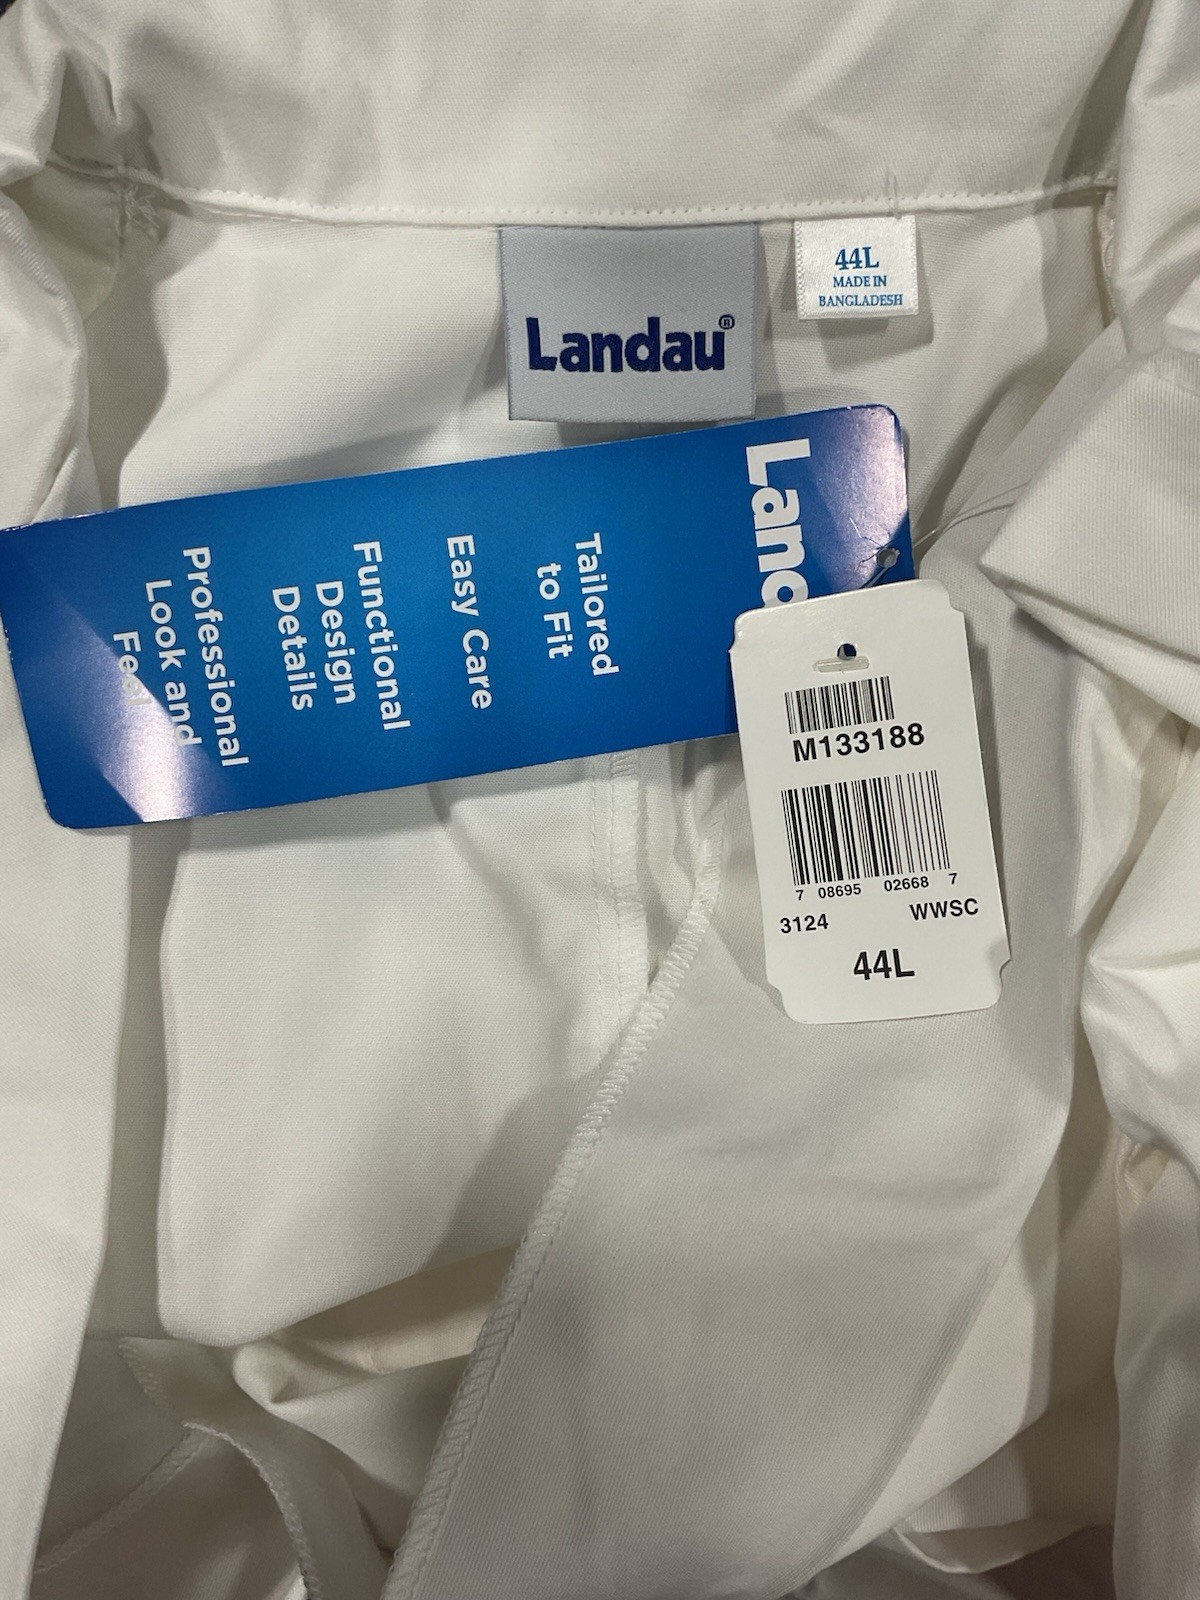 44L
MADE IN
BANGLADESH
Landau®
Tailored
to Fit
Easy Care
Functional
Design
Details
Professional
Look and
Feel
M133188
7 08695 02668 7
3124 WWSC
44L